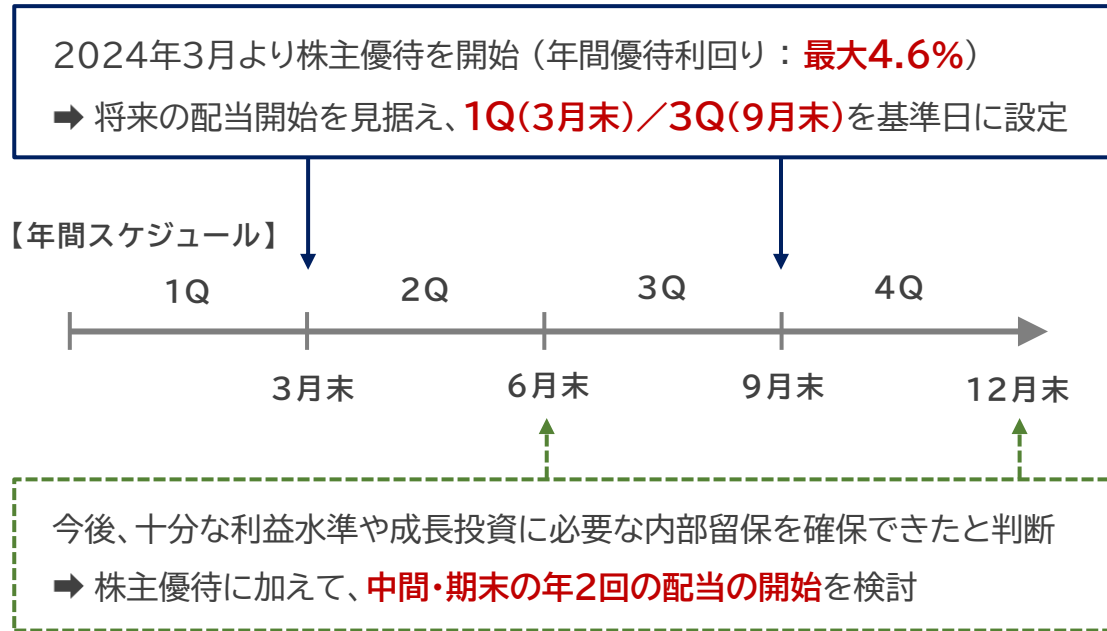 2024年3月より株主優待を開始（年間優待利回り：最大4.6%）
➡ 将来の配当開始を見据え、1Q(3月末)／3Q(9月末)を基準日に設定
【年間スケジュール】
1Q 2Q 3Q 4Q
3月末 6月末 9月末 12月末
今後、十分な利益水準や成長投資に必要な内部留保を確保できたと判断
➡ 株主優待に加えて、中間・期末の年2回の配当の開始を検討